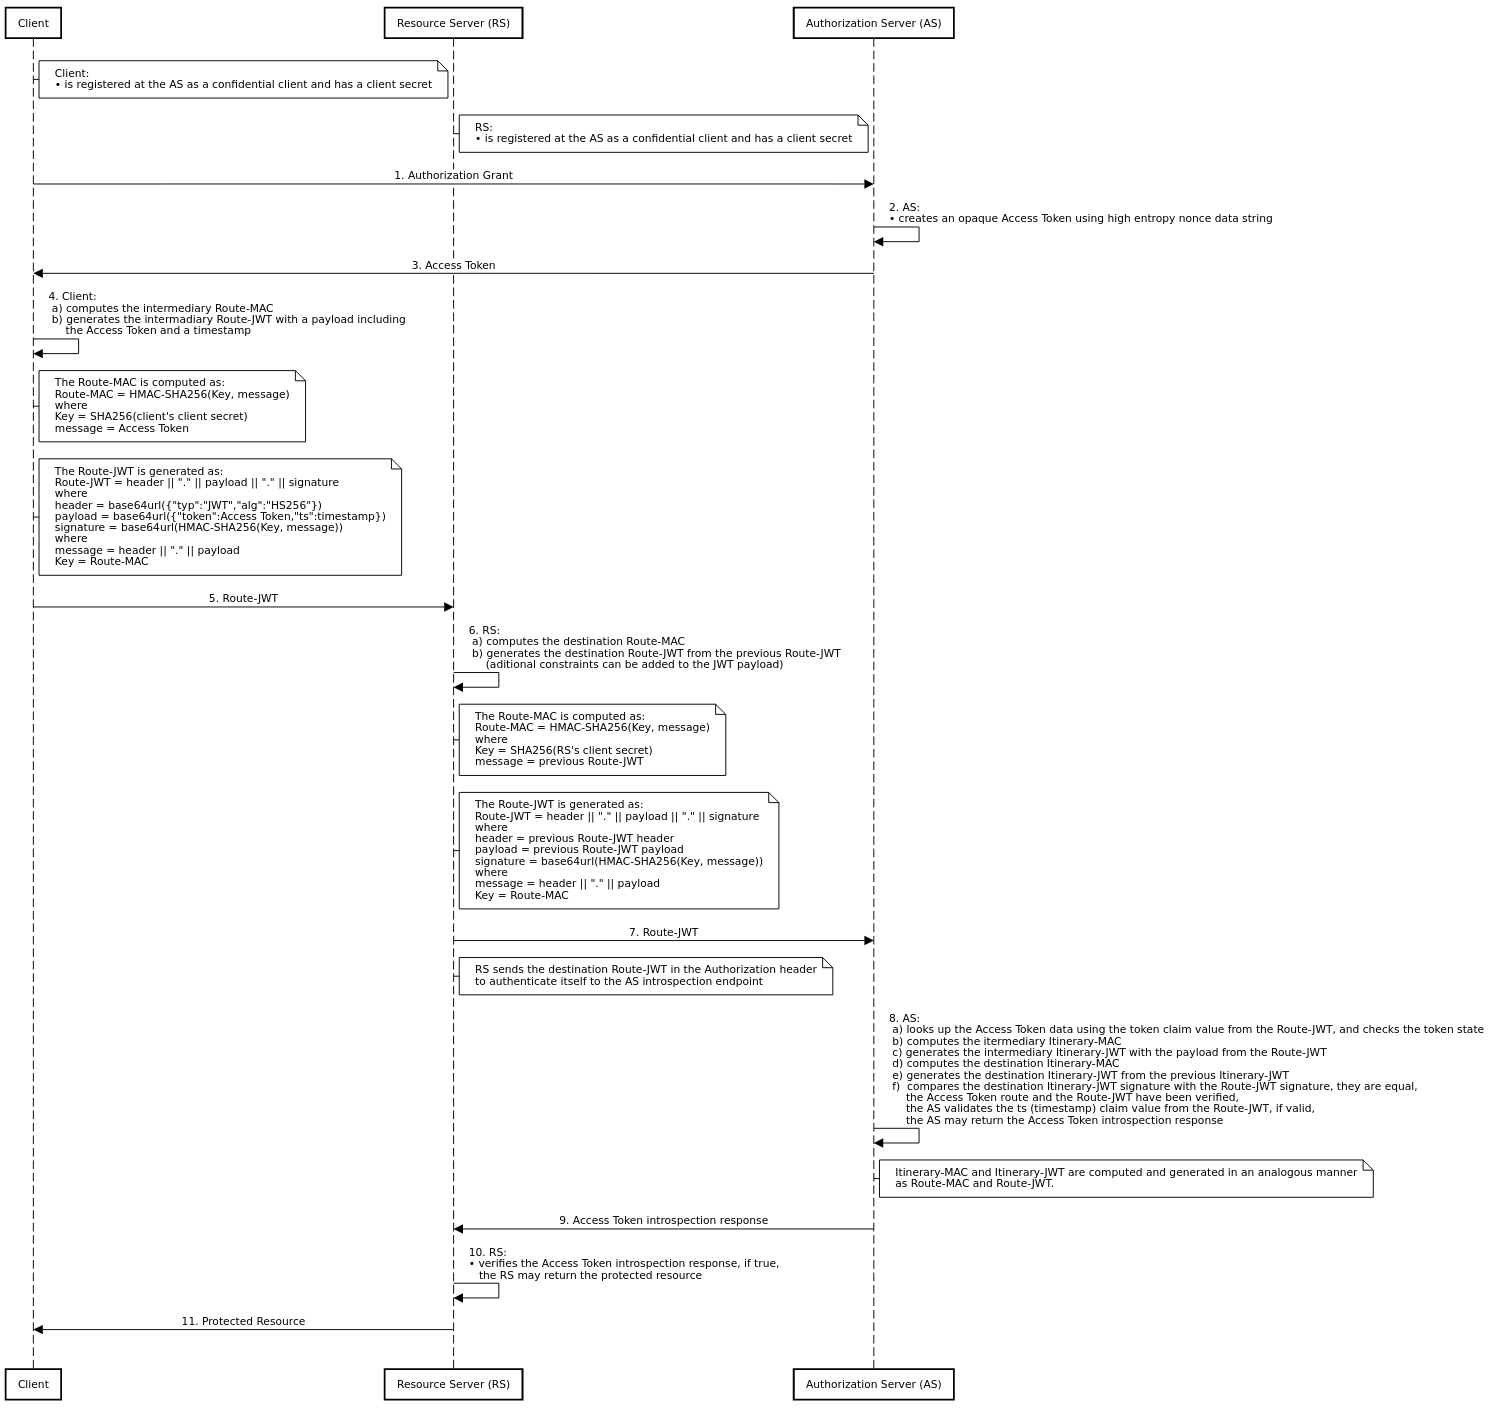 Client
Resource Server (RS)
Authorization Server (AS)
Client:
• is registered at the AS as a confidential client and has a client secret
RS:
• is registered at the AS as a confidential client and has a client secret
1. Authorization Grant
2. AS:
• creates an opaque Access Token using high entropy nonce data string
3. Access Token
4. Client:
a) computes the intermediary Route-MAC
b) generates the intermadiary Route-JWT with a payload including
the Access Token and a timestamp
The Route-MAC is computed as:
Route-MAC = HMAC-SHA256(Key, message)
where
Key = SHA256(client's client secret)
message = Access Token
The Route-JWT is generated as:
Route-JWT = header || "." || payload || "." || signature
where
header = base64url({"typ":"JWT","alg":"HS256"})
payload = base64url({"token":Access Token,"ts":timestamp})
signature = base64url(HMAC-SHA256(Key, message))
where
message = header || "." || payload
Key = Route-MAC
5. Route-JWT
6. RS:
a) computes the destination Route-MAC
b) generates the destination Route-JWT from the previous Route-JWT
(aditional constraints can be added to the JWT payload)
The Route-MAC is computed as:
Route-MAC = HMAC-SHA256(Key, message)
where
Key = SHA256(RS's client secret)
message = previous Route-JWT
The Route-JWT is generated as:
Route-JWT = header || "." || payload || "." || signature
where
header = previous Route-JWT header
payload = previous Route-JWT payload
signature = base64url(HMAC-SHA256(Key, message))
where
message = header || "." || payload
Key = Route-MAC
7. Route-JWT
RS sends the destination Route-JWT in the Authorization header
to authenticate itself to the AS introspection endpoint
8. AS:
a) looks up the Access Token data using the token claim value from the Route-JWT, and checks the token state
b) computes the itermediary Itinerary-MAC
c) generates the intermediary Itinerary-JWT with the payload from the Route-JWT
d) computes the destination Itinerary-MAC
e) generates the destination Itinerary-JWT from the previous Itinerary-JWT
f) compares the destination Itinerary-JWT signature with the Route-JWT signature, they are equal,
the Access Token route and the Route-JWT have been verified,
the AS validates the ts (timestamp) claim value from the Route-JWT, if valid,
the AS may return the Access Token introspection response
Itinerary-MAC and Itinerary-JWT are computed and generated in an analogous manner
as Route-MAC and Route-JWT.
9. Access Token introspection response
10. RS:
• verifies the Access Token introspection response, if true,
the RS may return the protected resource
11. Protected Resource
Client
Resource Server (RS)
Authorization Server (AS)